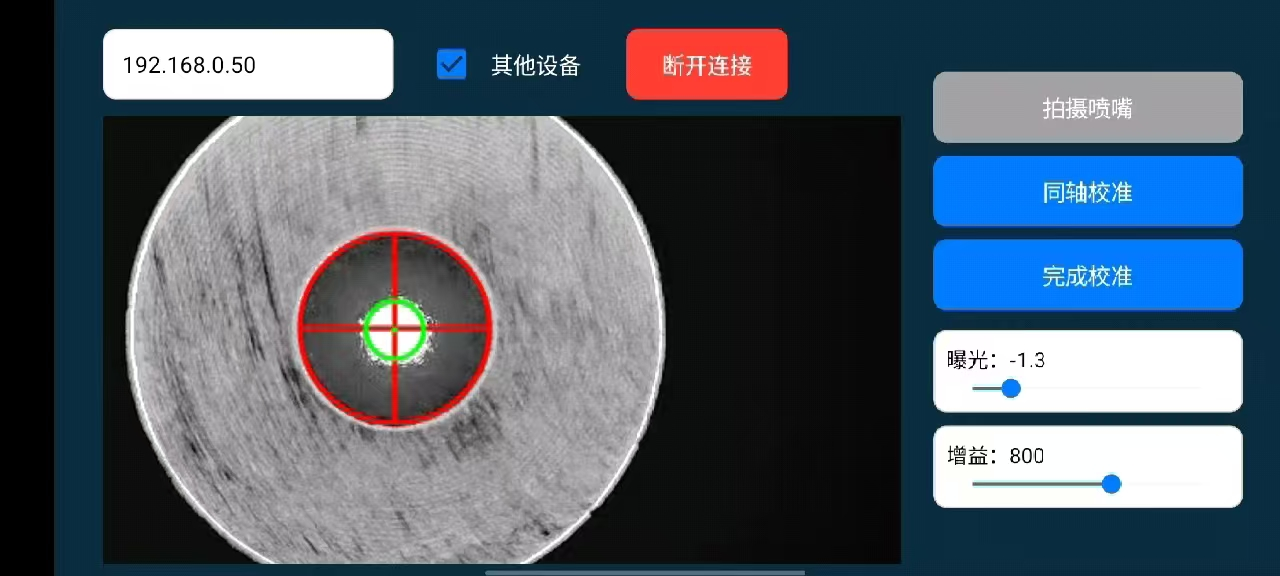 192.168.0.50
其他设备
断开连接
拍摄喷嘴
同轴校准
完成校准
曝光：-1.3
增益：800